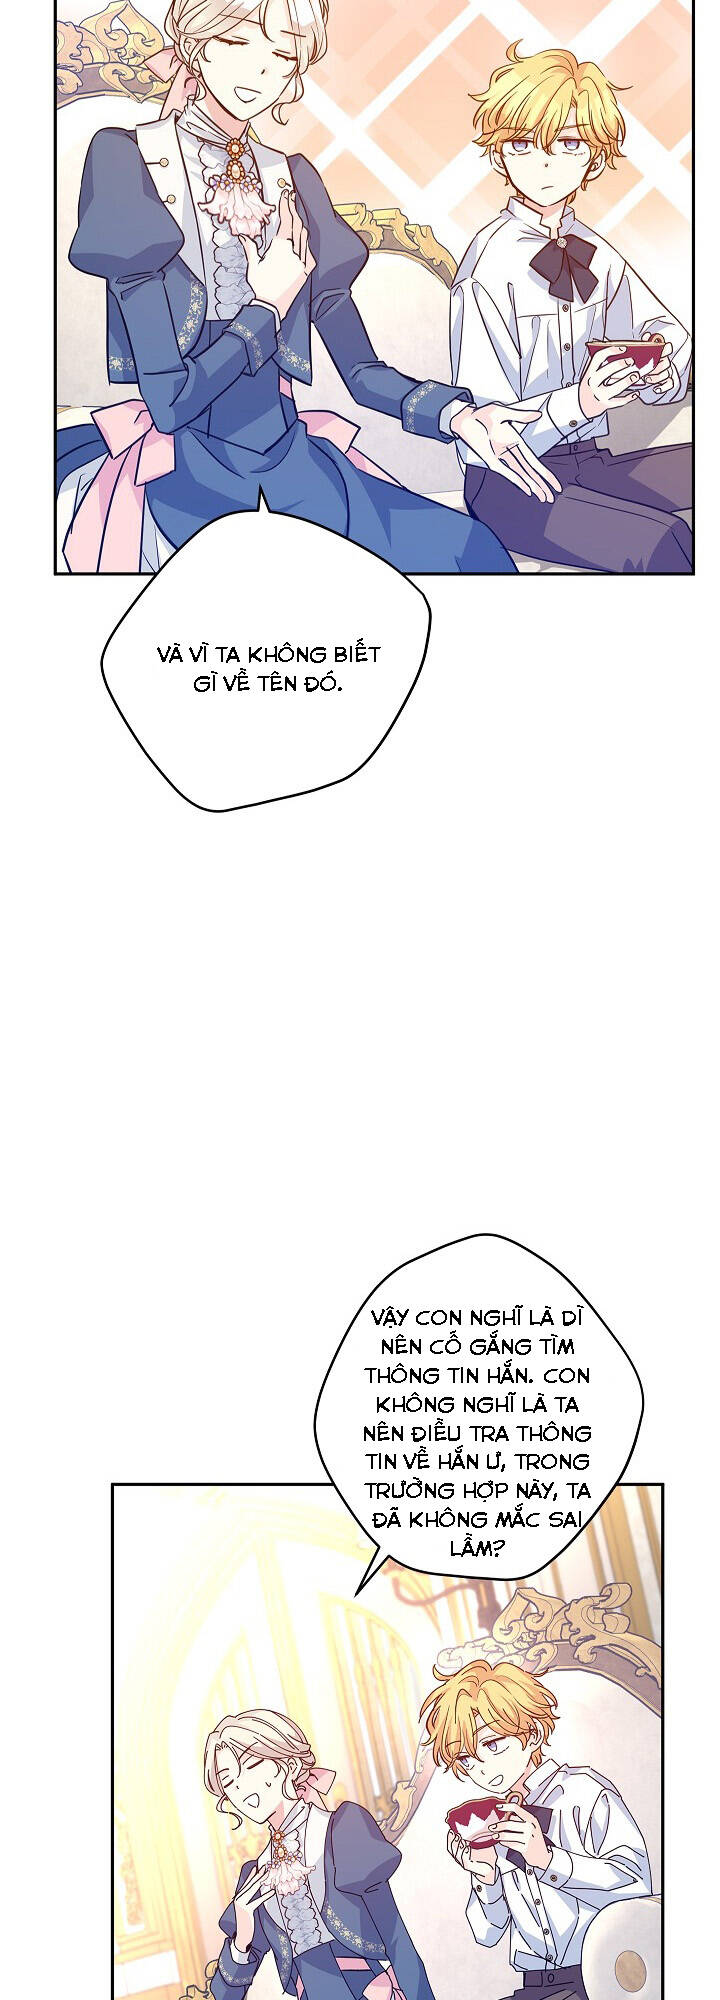 VÀ VÌ TA KHÔNG BIẾT
GÌ VỀ TÊN ĐÓ.
VẬY CON NGHĨ LÀ DÌ
NÊN CỐ GẮNG TÌM
THÔNG TIN HẮN. CON
KHÔNG NGHĨ LÀ TA
NÊN ĐIỀU TRA THÔNG
TIN VỀ HẮN Ư, TRONG
TRƯỜNG HỢP NÀY, TA
ĐÃ KHÔNG MẮC SAI
LẦM?